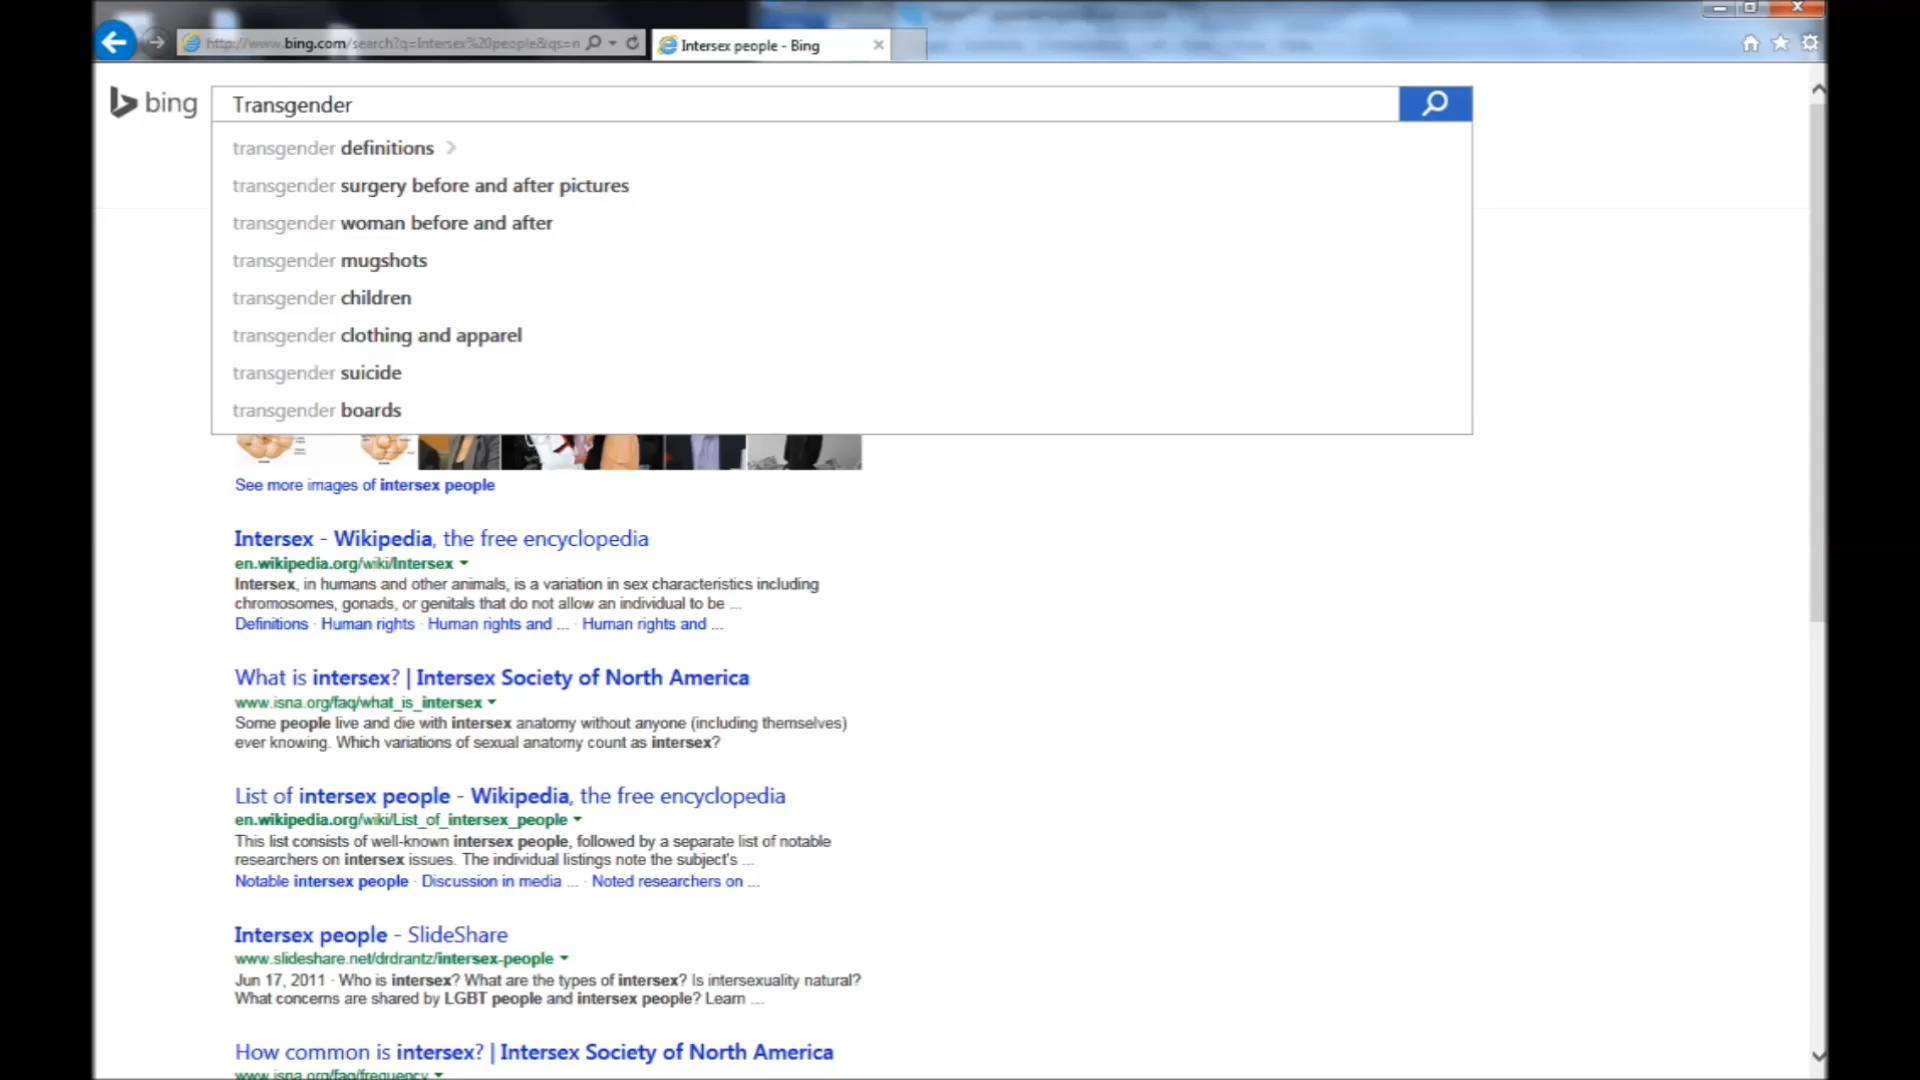 http://www.bing.com/search?q=Intersex%20people&qs=n
Intersex people - Bing
bing
Transgender
transgender definitions
transgender surgery before and after pictures
transgender woman before and after
transgender mugshots
transgender children
transgender clothing and apparel
transgender suicide
transgender boards
See more images of intersex people
Intersex - Wikipedia, the free encyclopedia
en.wikipedia.org/wiki/Intersex
Intersex, in humans and other animals, is a variation in sex characteristics including
chromosomes, gonads, or genitals that do not allow an individual to be ...
Definitions · Human rights · Human rights and ... · Human rights and ...
What is intersex? | Intersex Society of North America
www.isna.org/faq/what_is_intersex
Some people live and die with intersex anatomy without anyone (including themselves)
ever knowing. Which variations of sexual anatomy count as intersex?
List of intersex people - Wikipedia, the free encyclopedia
en.wikipedia.org/wiki/List_of_intersex_people
This list consists of well-known intersex people, followed by a separate list of notable
researchers on intersex issues. The individual listings note the subject's ...
Notable intersex people · Discussion in media ... · Noted researchers on ...
Intersex people - SlideShare
www.slideshare.net/drdrantz/intersex-people
Jun 17, 2011 · Who is intersex? What are the types of intersex? Is intersexuality natural?
What concerns are shared by LGBT people and intersex people? Learn ...
How common is intersex? | Intersex Society of North America
www.isna.org/faq/frequency